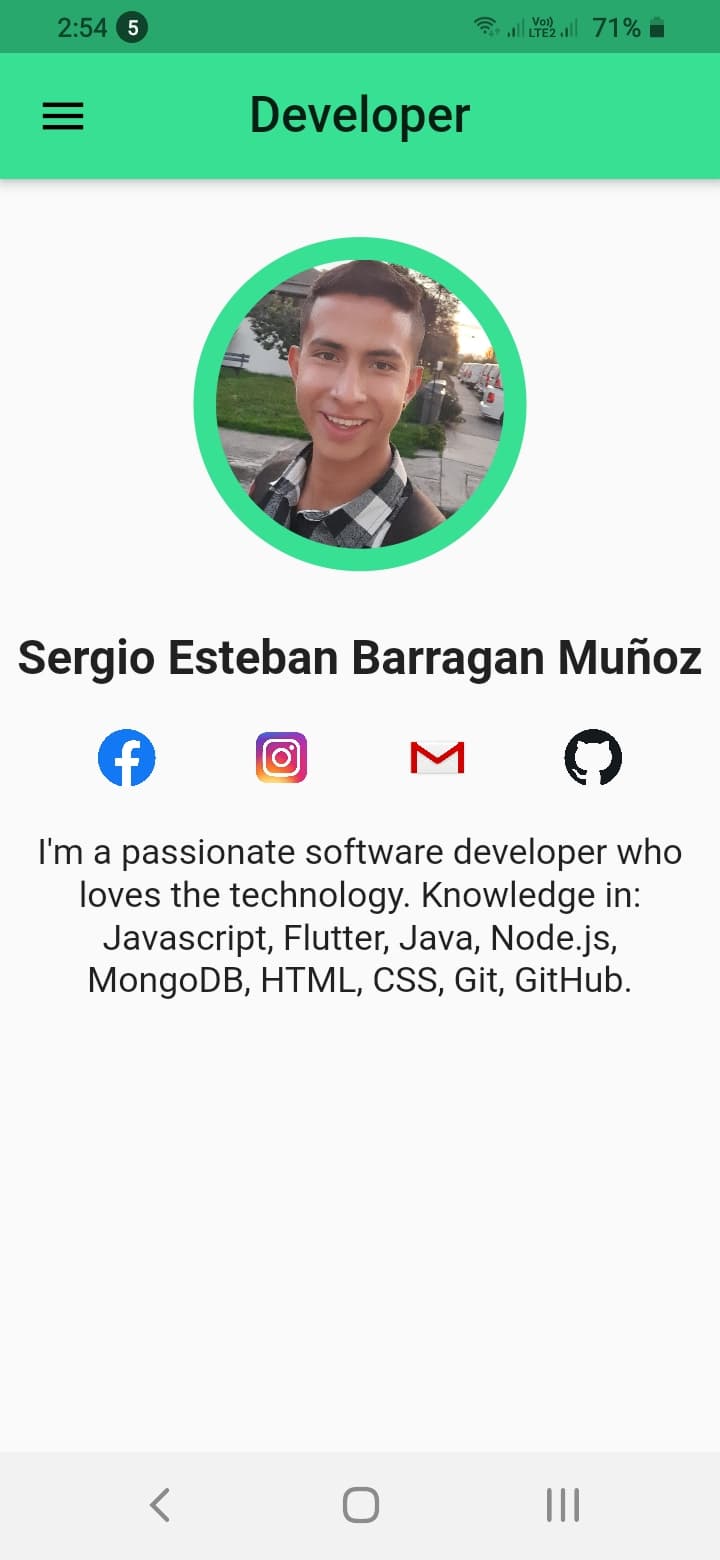 2:54 5 Vo)) LTE2 71%
Developer
Sergio Esteban Barragan Muñoz
I'm a passionate software developer who
loves the technology. Knowledge in:
Javascript, Flutter, Java, Node.js,
MongoDB, HTML, CSS, Git, GitHub.